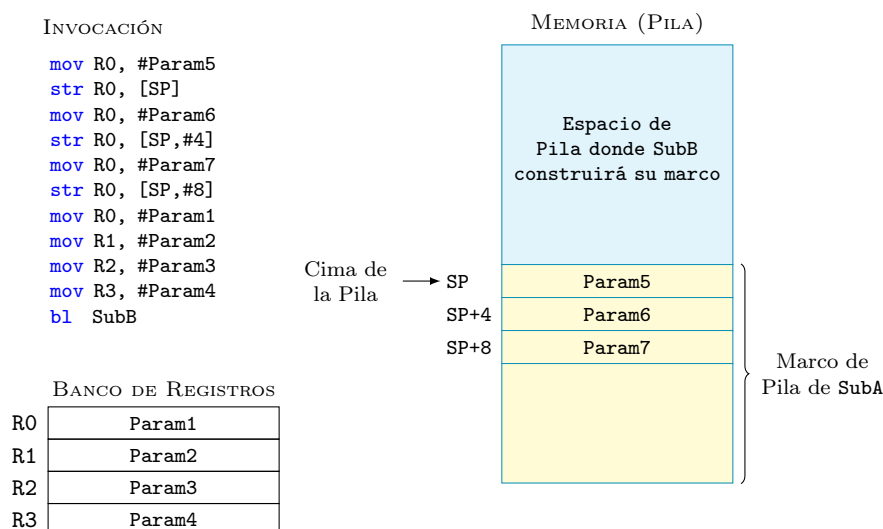 INVOCACIÓN
mov R0, #Param5
str R0, [SP]
mov R0, #Param6
str R0, [SP,#4]
mov R0, #Param7
str R0, [SP,#8]
mov R0, #Param1
mov R1, #Param2
mov R2, #Param3
mov R3, #Param4
bl SubB
BANCO DE REGISTROS
R0 Param1
R1 Param2
R2 Param3
R3 Param4
MEMORIA (PILA)
Espacio de
Pila donde SubB
construirá su marco
Cima de
la Pila
SP Param5
SP+4 Param6
SP+8 Param7
Marco de
Pila de SubA